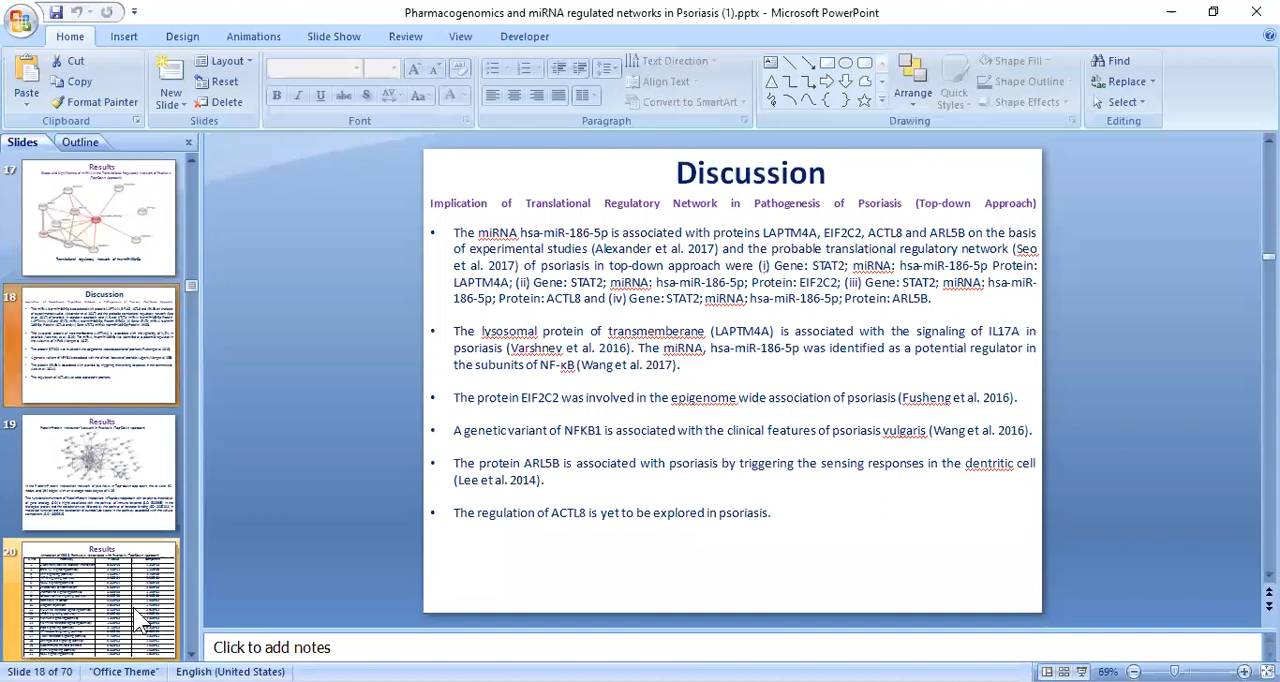 Pharmacogenomics and miRNA regulated networks in Psoriasis (1).pptx - Microsoft PowerPoint
Home Insert Design Animations Slide Show Review View Developer
Paste Cut Copy Format Painter
Clipboard
New Slide Layout Reset Delete
Slides
B I U abc S AV Aa A
Font
Text Direction Align Text Convert to SmartArt
Paragraph
Arrange Quick Styles Shape Fill Shape Outline Shape Effects
Drawing
Find Replace Select
Editing
Slides Outline
17
Results
18
Discussion
19
Results
20
Results
Discussion
Implication of Translational Regulatory Network in Pathogenesis of Psoriasis (Top-down Approach)
• The miRNA hsa-miR-186-5p is associated with proteins LAPTM4A, EIF2C2, ACTL8 and ARL5B on the basis
of experimental studies (Alexander et al. 2017) and the probable translational regulatory network (Seo
et al. 2017) of psoriasis in top-down approach were (i) Gene: STAT2; miRNA: hsa-miR-186-5p Protein:
LAPTM4A; (ii) Gene: STAT2; miRNA: hsa-miR-186-5p; Protein: EIF2C2; (iii) Gene: STAT2; miRNA: hsa-miR-
186-5p; Protein: ACTL8 and (iv) Gene: STAT2; miRNA: hsa-miR-186-5p; Protein: ARL5B.
• The lysosomal protein of transmemberane (LAPTM4A) is associated with the signaling of IL17A in
psoriasis (Varshney et al. 2016). The miRNA, hsa-miR-186-5p was identified as a potential regulator in
the subunits of NF-κB (Wang et al. 2017).
• The protein EIF2C2 was involved in the epigenome wide association of psoriasis (Fusheng et al. 2016).
• A genetic variant of NFKB1 is associated with the clinical features of psoriasis vulgaris (Wang et al. 2016).
• The protein ARL5B is associated with psoriasis by triggering the sensing responses in the dentritic cell
(Lee et al. 2014).
• The regulation of ACTL8 is yet to be explored in psoriasis.
Click to add notes
Slide 18 of 70 "Office Theme" English (United States) 69%